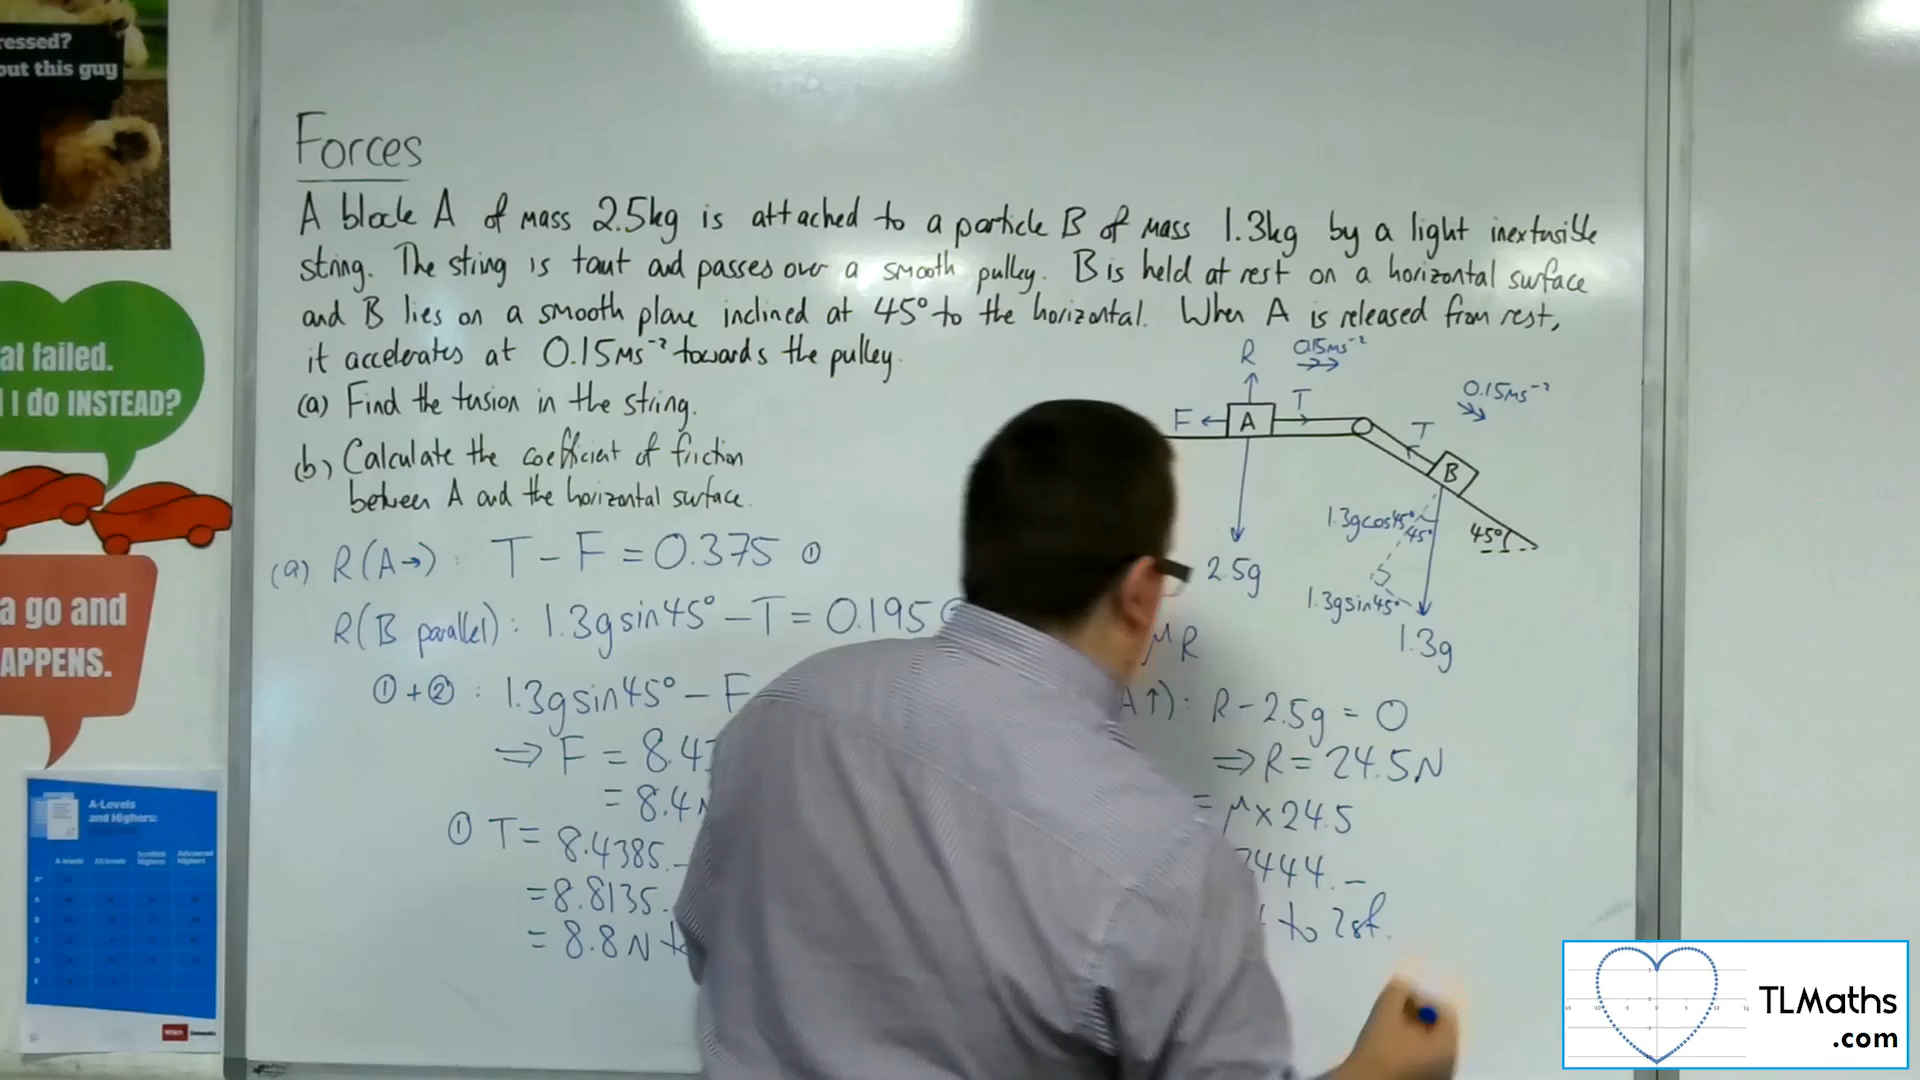 ressed?
out this guy
at failed.
I do INSTEAD?
a go and
APPENS.
A-Levels
and Highers:
Forces
A block A of mass 2.5kg is attached to a particle B of mass 1.3kg by a light inextensible
string. The string is taut and passes over a smooth pulley. B is held at rest on a horizontal surface
and B lies on a smooth plane inclined at 45° to the horizontal. When A is released from rest,
it accelerates at 0.15ms⁻² towards the pulley.
(a) Find the tension in the string.
(b) Calculate the coefficient of friction
between A and the horizontal surface.
R
0.15ms⁻²
F
A
T
0.15ms⁻²
T
B
1.3gcos45°
45°
45°
2.5g
1.3gsin45°
1.3g
(a) R(A→): T – F = 0.375 ①
R(B parallel): 1.3gsin45° – T = 0.195
①+②: 1.3gsin45° – F
⇒ F = 8.43
= 8.4N
① T = 8.4385..
= 8.8135.
= 8.8N to
μR
A↑): R – 2.5g = 0
⇒ R = 24.5N
= μ×24.5
3444..
to 2sf.
TLMaths
.com